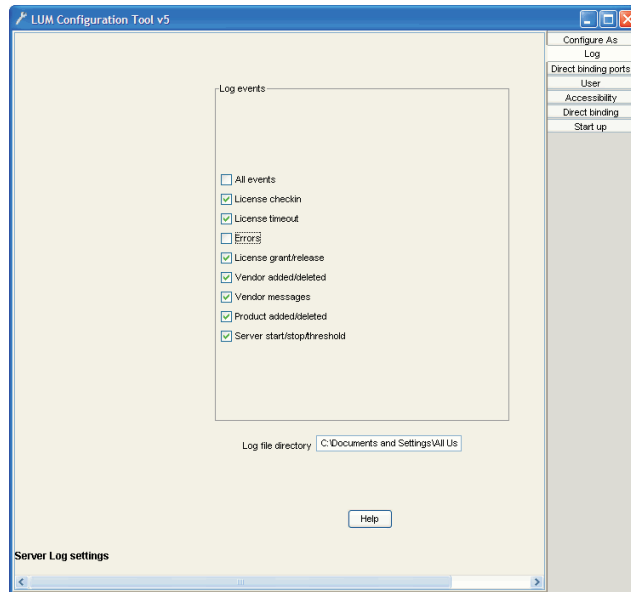 LUM Configuration Tool v5
Configure As
Log
Direct binding ports
User
Accessibility
Direct binding
Start up
Log events
All events
License checkin
License timeout
Errors
License grant/release
Vendor added/deleted
Vendor messages
Product added/deleted
Server start/stop/threshold
Log file directory C:\Documents and Settings\All Us
Help
Server Log settings